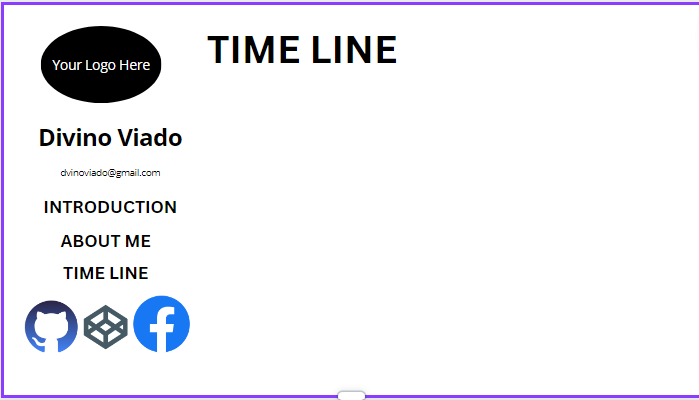 Your Logo Here
TIME LINE
Divino Viado
dvinoviado@gmail.com
INTRODUCTION
ABOUT ME
TIME LINE